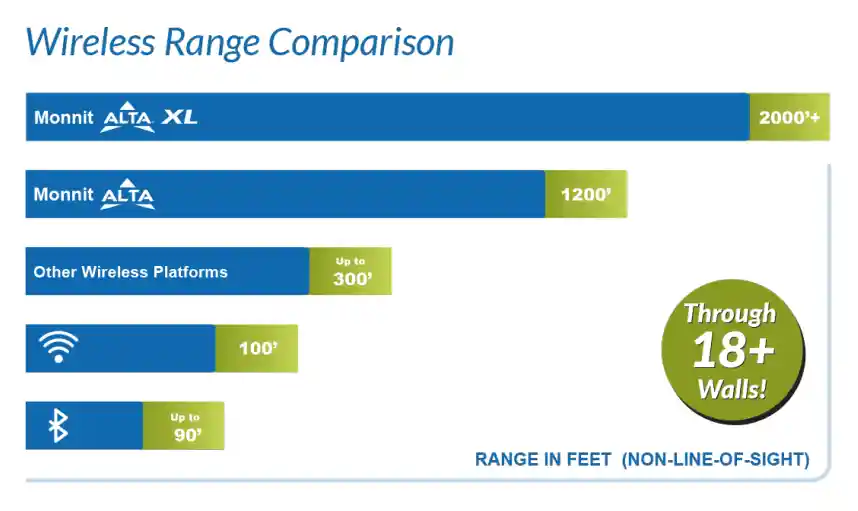 Wireless Range Comparison
Monnit ALTA XL 2000'+
Monnit ALTA 1200'
Other Wireless Platforms Up to 300'
100'
Up to 90'
Through
18+
Walls!
RANGE IN FEET (NON-LINE-OF-SIGHT)